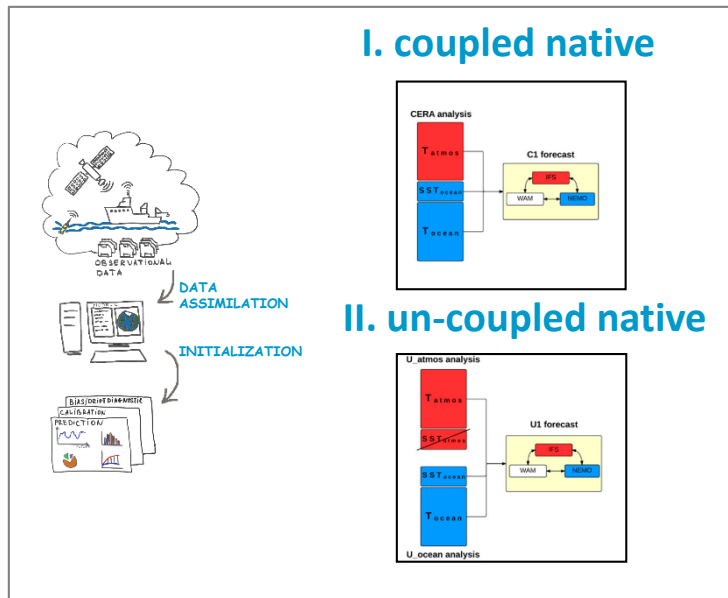 I. coupled native
CERA analysis
T atmos
SST ocean
T ocean
C1 forecast
IFS
WAM
NEMO
OBSERVATIONAL
DATA
DATA
ASSIMILATION
INITIALIZATION
BIAS/DRIFT DIAGNOSTIC
CALIBRATION
PREDICTION
II. un-coupled native
U_atmos analysis
T atmos
SST atmos
SST ocean
T ocean
U_ocean analysis
U1 forecast
IFS
WAM
NEMO